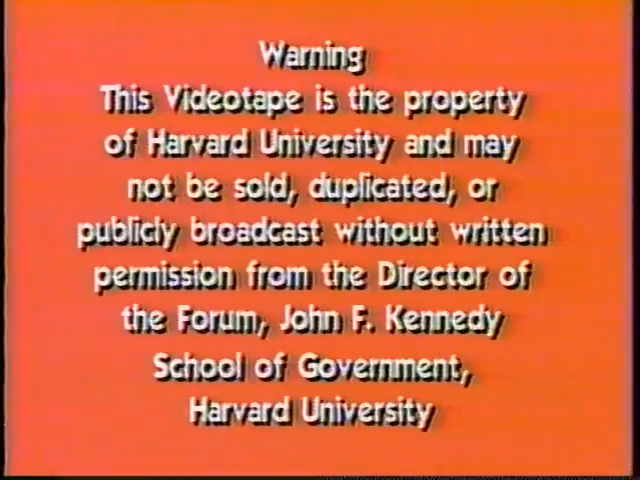 Warning
This Videotape is the property
of Harvard University and may
not be sold, duplicated, or
publicly broadcast without written
permission from the Director of
the Forum, John F. Kennedy
School of Government,
Harvard University